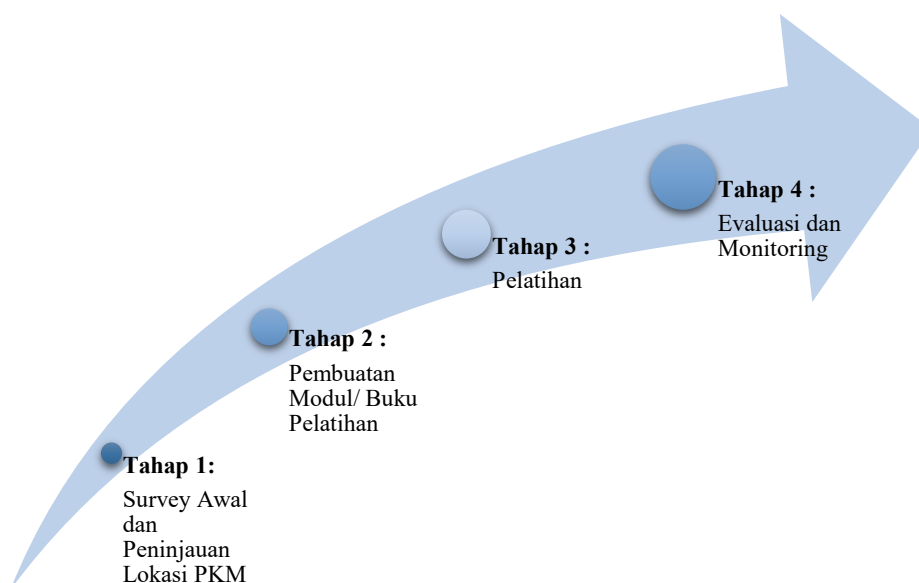 Tahap 1:
Survey Awal
dan
Peninjauan
Lokasi PKM
Tahap 2 :
Pembuatan
Modul/ Buku
Pelatihan
Tahap 3 :
Pelatihan
Tahap 4 :
Evaluasi dan
Monitoring